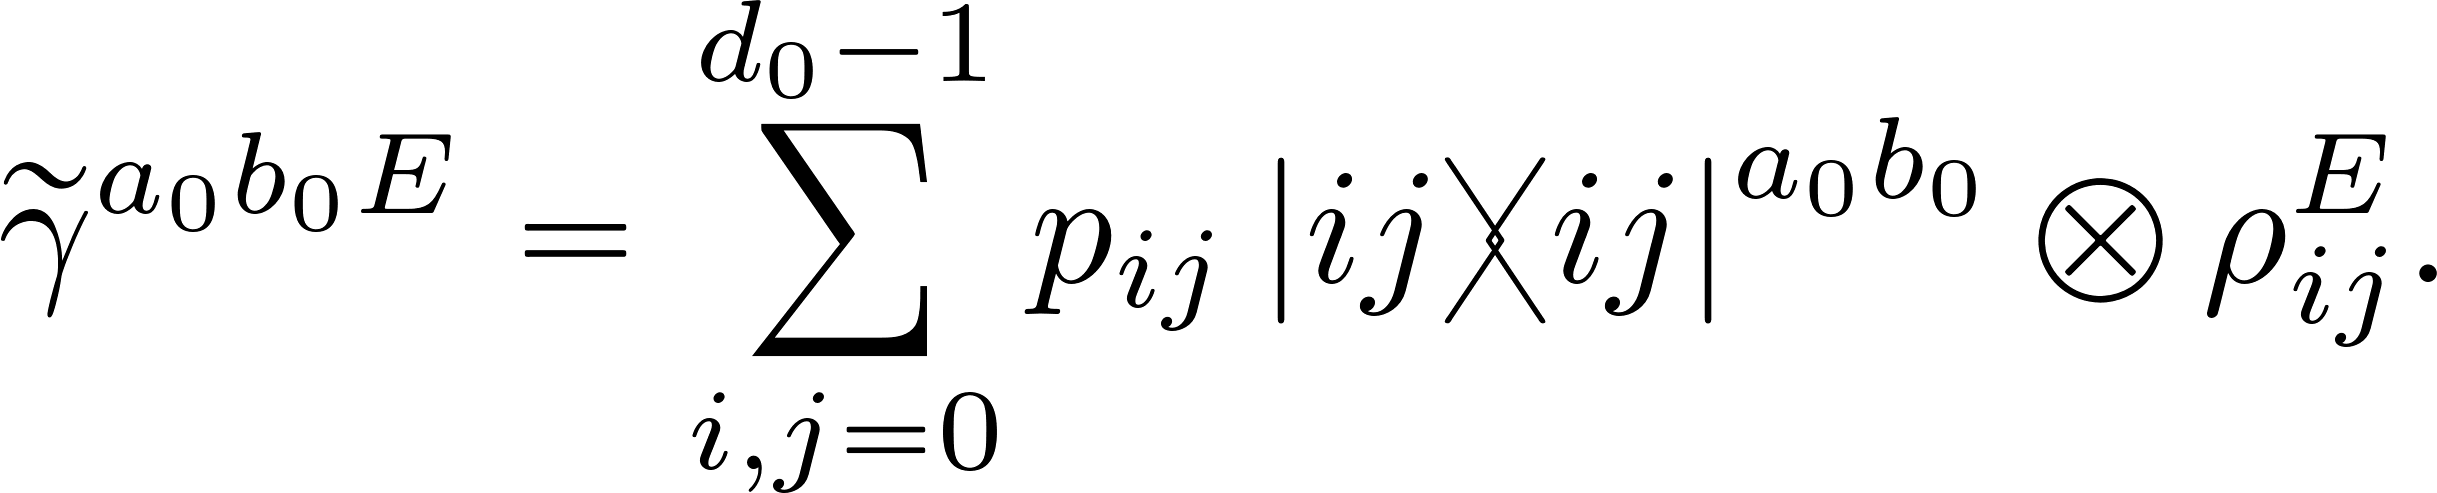 \widetilde{\gamma}^{a_0 b_0 E} = \sum_{i,j=0}^{d_0-1} p_{ij} \, |ij\rangle\!\langle ij|^{a_0 b_0} \otimes \rho_{ij}^{E}.